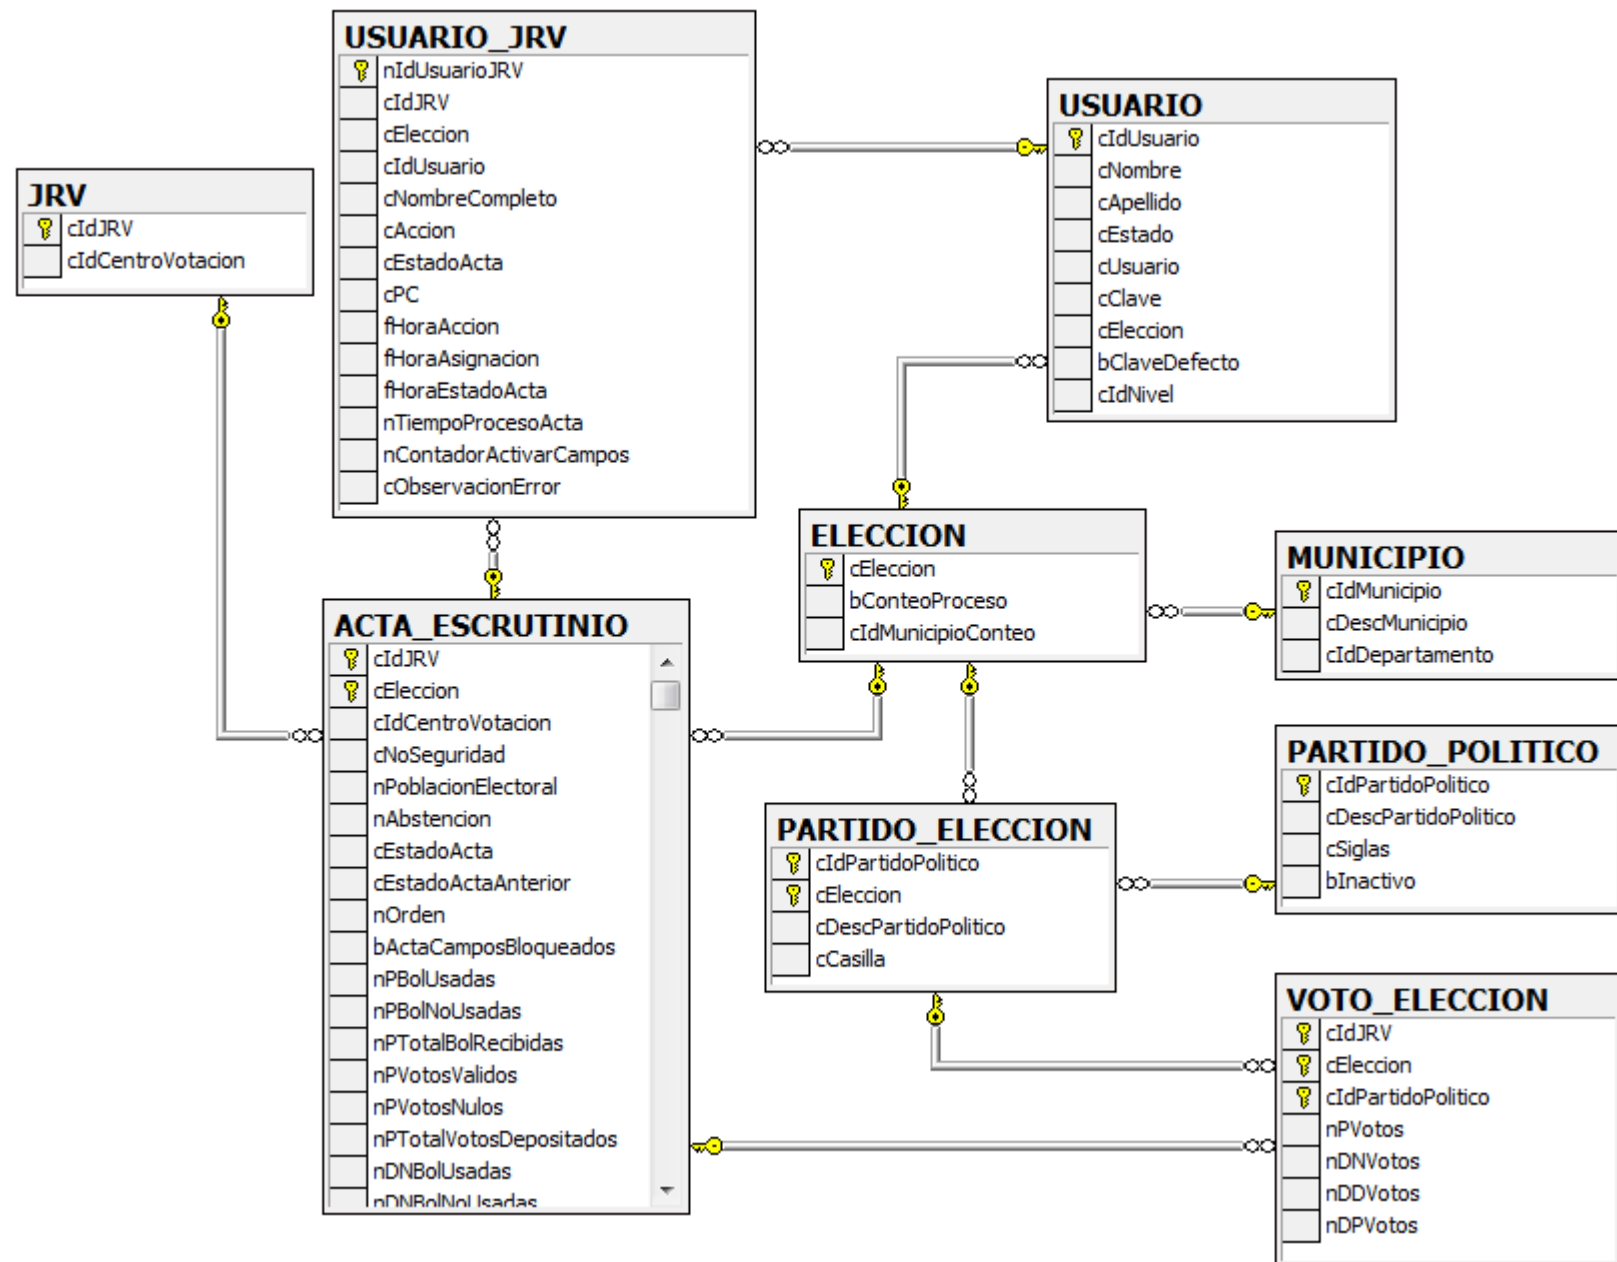 USUARIO_JRV
nIdUsuarioJRV
cIdJRV
cEleccion
cIdUsuario
cNombreCompleto
cAccion
cEstadoActa
cPC
fHoraAccion
fHoraAsignacion
fHoraEstadoActa
nTiempoProcesoActa
nContadorActivarCampos
cObservacionError
USUARIO
cIdUsuario
cNombre
cApellido
cEstado
cUsuario
cClave
cEleccion
bClaveDefecto
cIdNivel
JRV
cIdJRV
cIdCentroVotacion
ELECCION
cEleccion
bConteoProceso
cIdMunicipioConteo
MUNICIPIO
cIdMunicipio
cDescMunicipio
cIdDepartamento
ACTA_ESCRUTINIO
cIdJRV
cEleccion
cIdCentroVotacion
cNoSeguridad
nPoblacionElectoral
nAbstencion
cEstadoActa
cEstadoActaAnterior
nOrden
bActaCamposBloqueados
nPBolUsadas
nPBolNoUsadas
nPTotalBolRecibidas
nPVotosValidos
nPVotosNulos
nPTotalVotosDepositados
nDNBolUsadas
nDNBolNoUsadas
PARTIDO_POLITICO
cIdPartidoPolitico
cDescPartidoPolitico
cSiglas
bInactivo
PARTIDO_ELECCION
cIdPartidoPolitico
cEleccion
cDescPartidoPolitico
cCasilla
VOTO_ELECCION
cIdJRV
cEleccion
cIdPartidoPolitico
nPVotos
nDNVotos
nDDVotos
nDPVotos